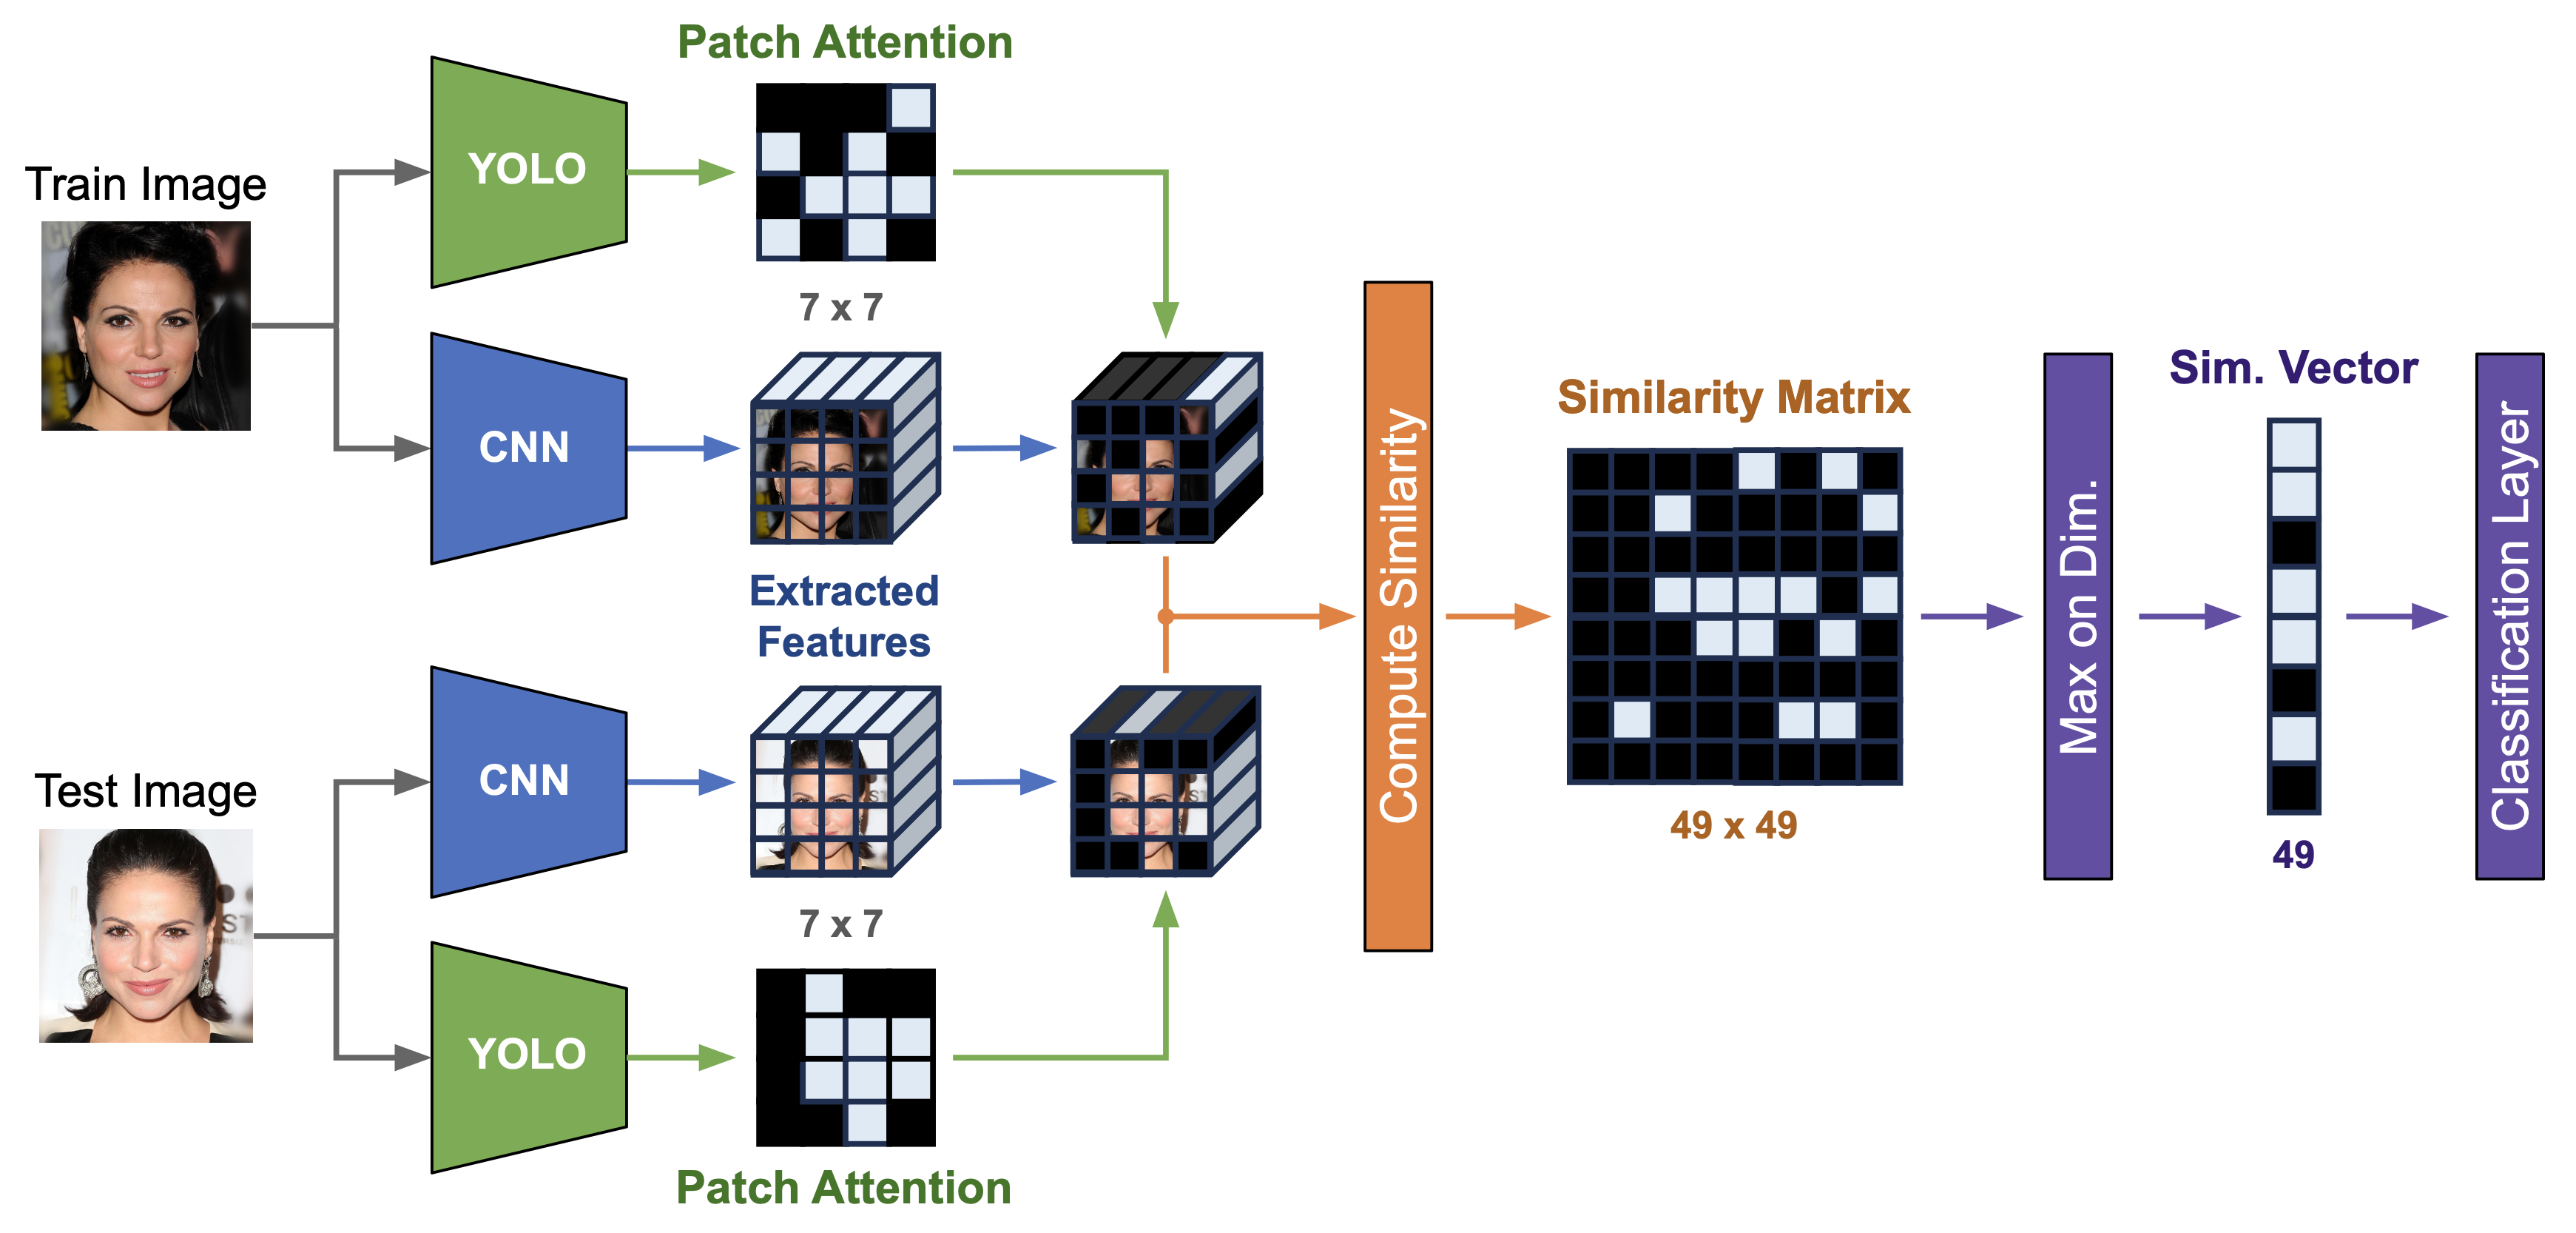 Patch Attention
YOLO
Train Image
7 x 7
CNN
Extracted
Features
Compute Similarity
Similarity Matrix
49 x 49
Max on Dim.
Sim. Vector
49
Classification Layer
Test Image
CNN
7 x 7
YOLO
Patch Attention